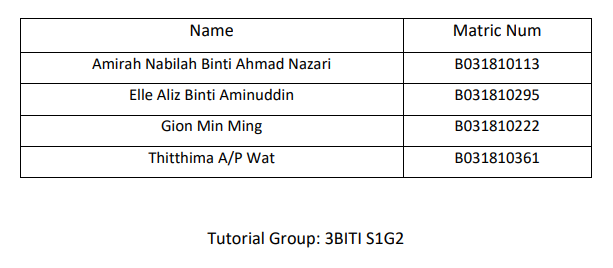 Name Matric Num
Amirah Nabilah Binti Ahmad Nazari B031810113
Elle Aliz Binti Aminuddin B031810295
Gion Min Ming B031810222
Thitthima A/P Wat B031810361
Tutorial Group: 3BITI S1G2